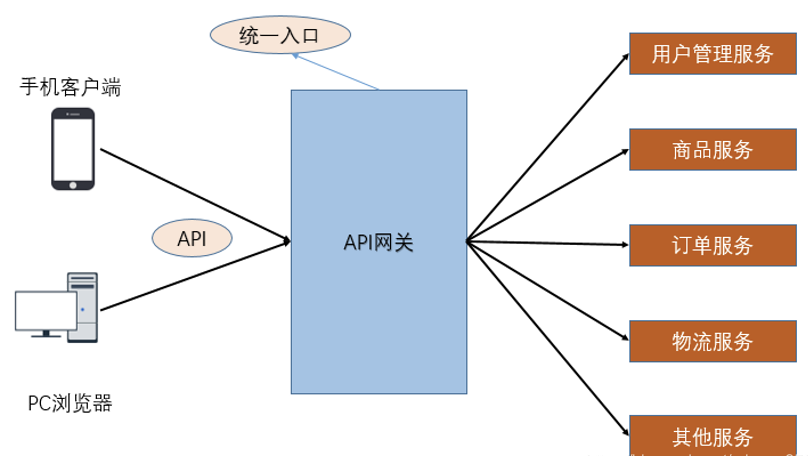 统一入口
手机客户端
用户管理服务
商品服务
API
API网关
订单服务
物流服务
PC浏览器
其他服务